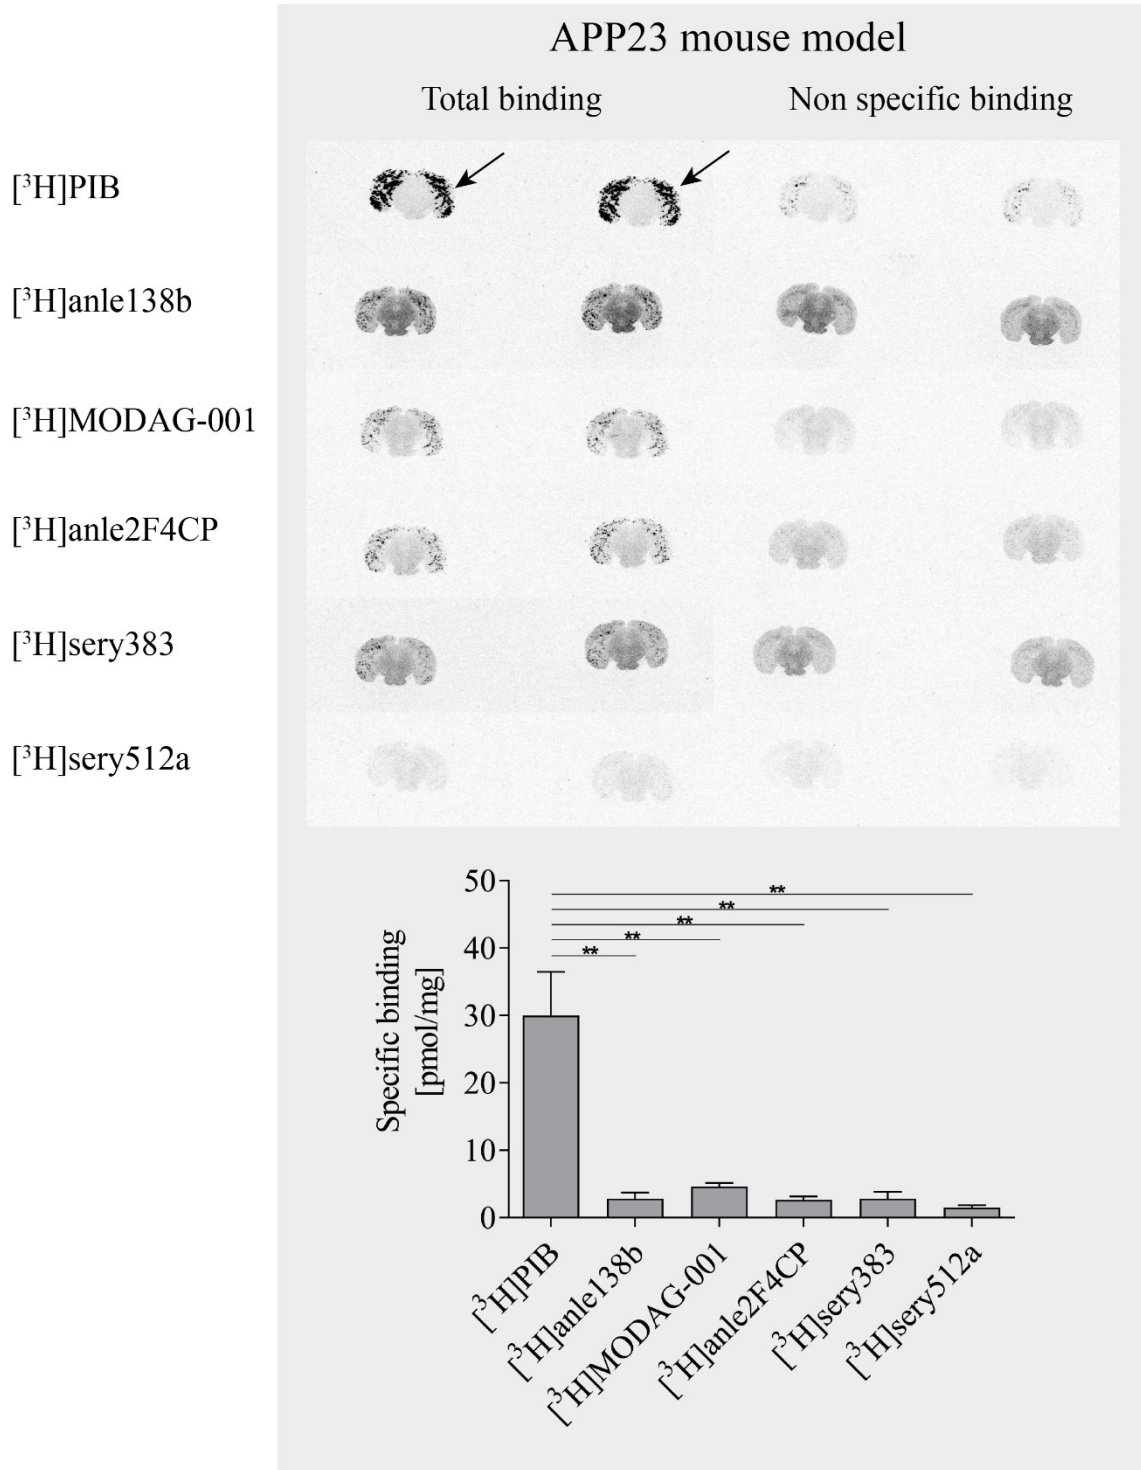 APP23 mouse model
Total binding Non specific binding
[³H]PIB
[³H]anle138b
[³H]MODAG-001
[³H]anle2F4CP
[³H]sery383
[³H]sery512a
50
40
30
20
10
0
Specific binding
[pmol/mg]
**
**
**
**
**
[³H]PIB
[³H]anle138b
[³H]MODAG-001
[³H]anle2F4CP
[³H]sery383
[³H]sery512a